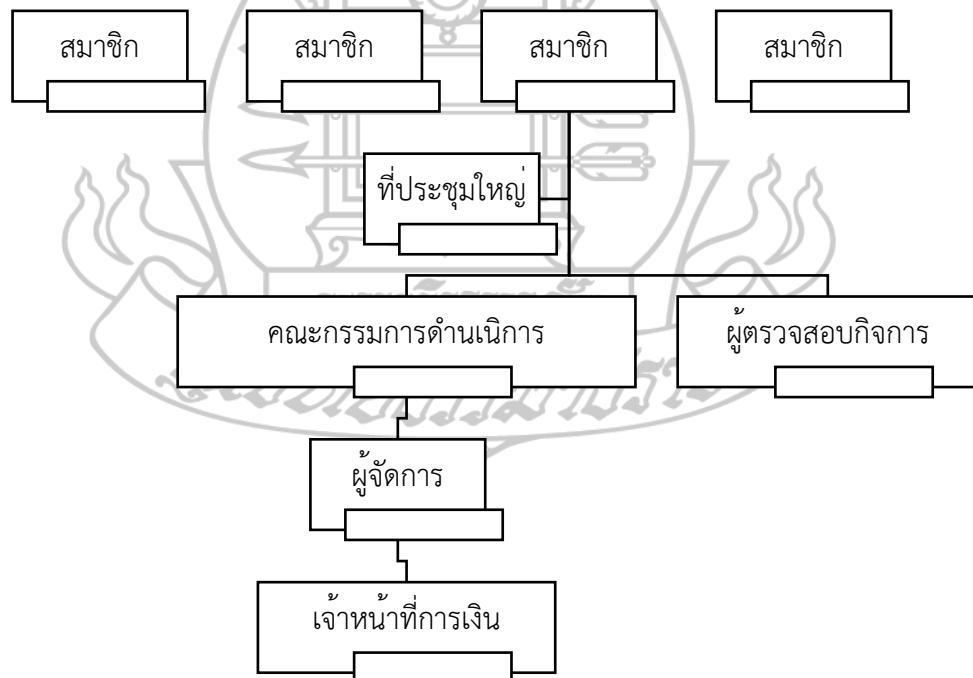 สมาชิก
สมาชิก
สมาชิก
สมาชิก
ที่ประชุมใหญ่
คณะกรรมการดำนเนิการ
ผู้ตรวจสอบกิจการ
ผู้จัดการ
เจ้าหน้าที่การเงิน